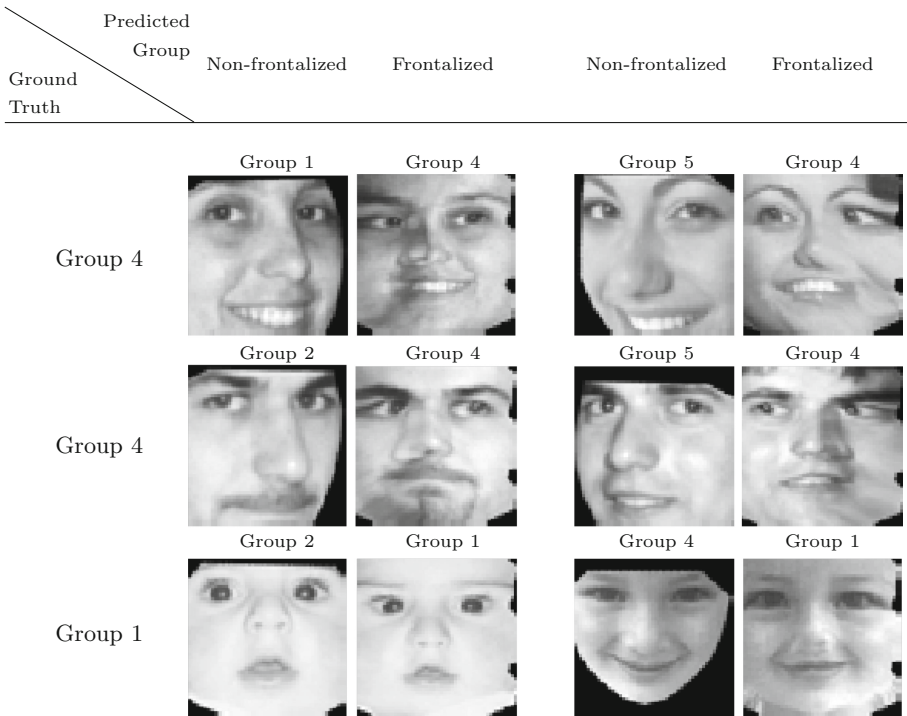 Predicted
Group
Ground
Truth
Non-frontalized Frontalized Non-frontalized Frontalized
Group 1 Group 4 Group 5 Group 4
Group 4
Group 2 Group 4 Group 5 Group 4
Group 4
Group 2 Group 1 Group 4 Group 1
Group 1